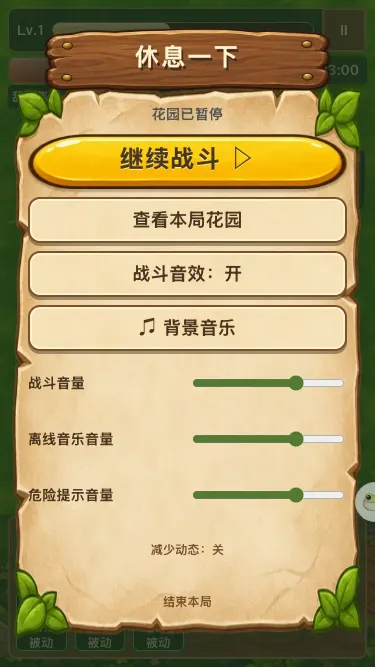 Lv.1
休息一下
II
3:00
花园已暂停
继续战斗 ▷
查看本局花园
战斗音效：开
♫ 背景音乐
战斗音量
离线音乐音量
危险提示音量
减少动态：关
结束本局
被动 被动 被动